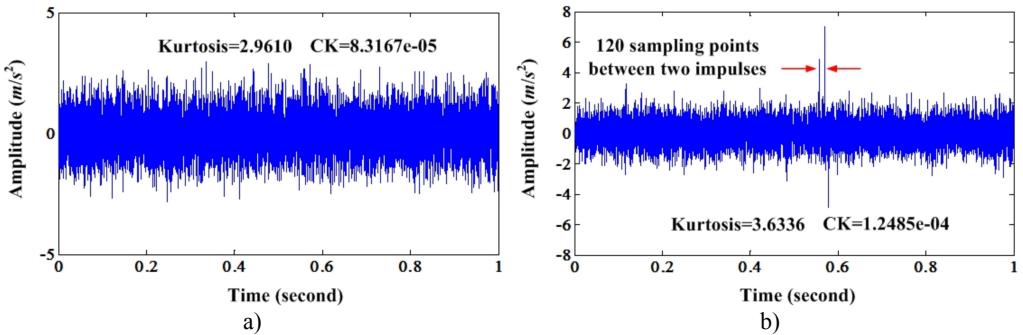 5
Kurtosis=2.9610 CK=8.3167e-05
0
-5
Amplitude (m/s²)
0 0.2 0.4 0.6 0.8 1
Time (second)
a)
8
6
120 sampling points
between two impulses
4
2
0
-2
-4
Kurtosis=3.6336 CK=1.2485e-04
-6
-8
Amplitude (m/s²)
0 0.2 0.4 0.6 0.8 1
Time (second)
b)